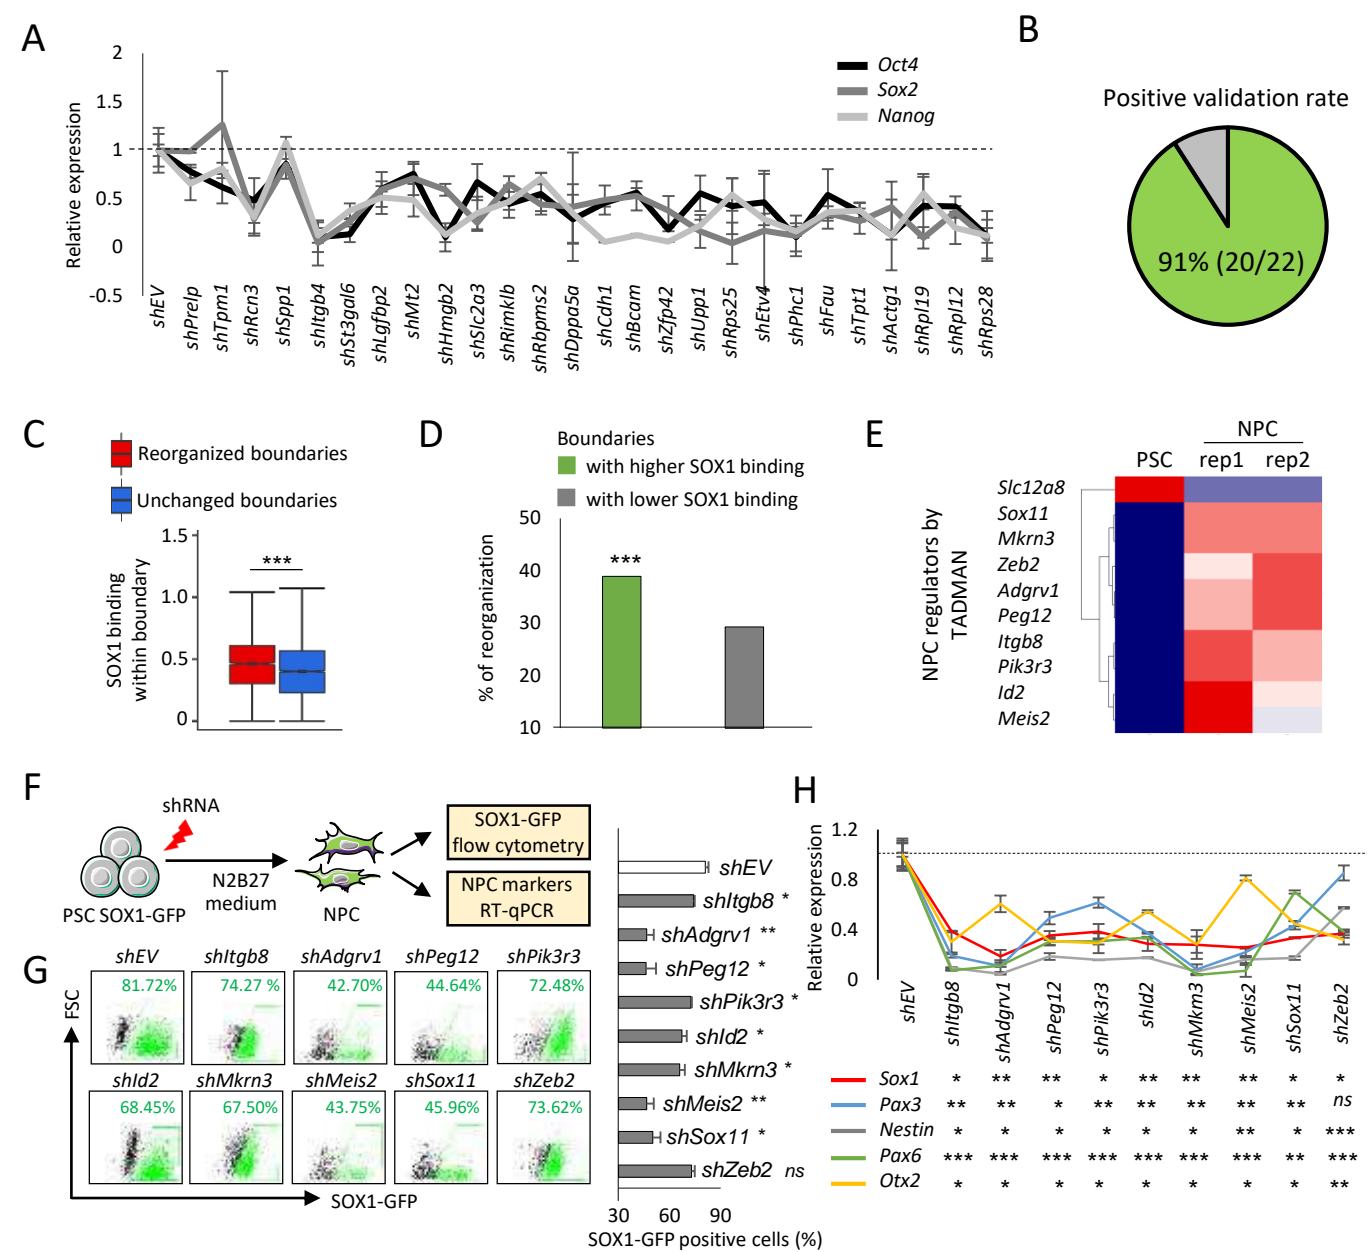 A
2
1.5
1
0.5
0
-0.5
Relative expression
Oct4
Sox2
Nanog
shEV
shPrelp
shTpm1
shRcn3
shSpp1
shItgb4
shSt3gal6
shLgfbp2
shMt2
shHmgb2
shSlc2a3
shRimklb
shRbpms2
shDppa5a
shCdh1
shBcam
shZfp42
shUpp1
shRps25
shEtv4
shPhc1
shFau
shTpt1
shActg1
shRpl19
shRpl12
shRps28
B
Positive validation rate
91% (20/22)
C
Reorganized boundaries
Unchanged boundaries
SOX1 binding
within boundary
1.5
1.0
0.5
0
***
D
Boundaries
with higher SOX1 binding
with lower SOX1 binding
% of reorganization
50
40
30
20
10
***
E
NPC
PSC rep1 rep2
NPC regulators by
TADMAN
Slc12a8
Sox11
Mkrn3
Zeb2
Adgrv1
Peg12
Itgb8
Pik3r3
Id2
Meis2
F
shRNA
N2B27
medium
PSC SOX1-GFP
NPC
SOX1-GFP
flow cytometry
NPC markers
RT-qPCR
G
FSC
shEV shItgb8 shAdgrv1 shPeg12 shPik3r3
81.72% 74.27 % 42.70% 44.64% 72.48%
shId2 shMkrn3 shMeis2 shSox11 shZeb2
68.45% 67.50% 43.75% 45.96% 73.62%
SOX1-GFP
shEV
shItgb8 *
shAdgrv1 **
shPeg12 *
shPik3r3 *
shId2 *
shMkrn3 *
shMeis2 **
shSox11 *
shZeb2 ns
30 60 90
SOX1-GFP positive cells (%)
H
Relative expression
1.2
0.8
0.4
0
shEV
shItgb8
shAdgrv1
shPeg12
shPik3r3
shId2
shMkm3
shMeis2
shSox11
shZeb2
Sox1 * ** ** * ** ** ** * *
Pax3 ** ** * ** ** ** ** ** ns
Nestin * * * * * * ** * ***
Pax6 *** *** *** *** *** *** *** ** ***
Otx2 * * * * * * * * **